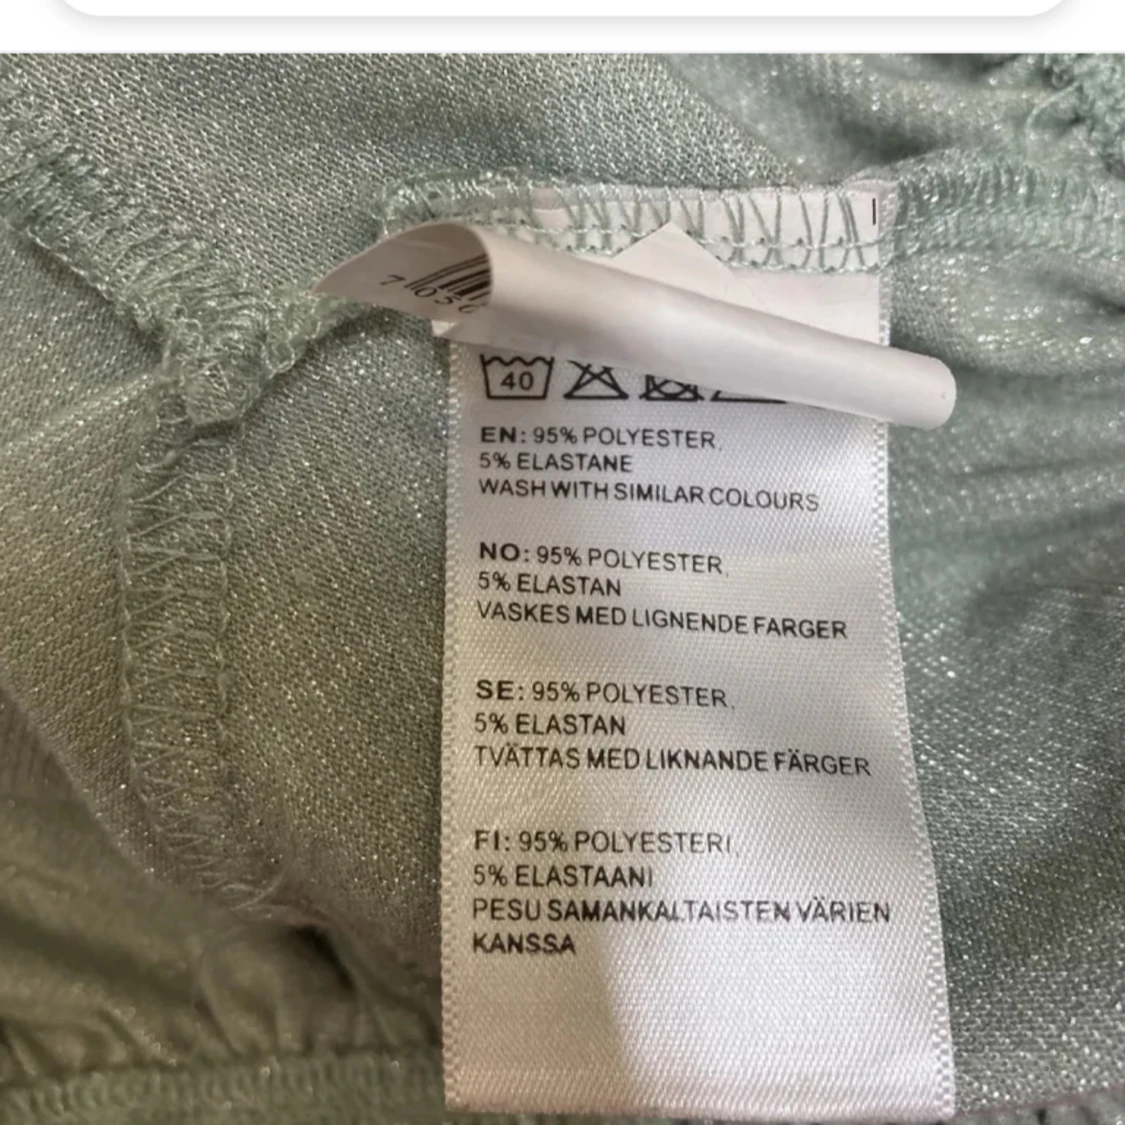 40
EN: 95% POLYESTER,
5% ELASTANE
WASH WITH SIMILAR COLOURS
NO: 95% POLYESTER,
5% ELASTAN
VASKES MED LIGNENDE FARGER
SE: 95% POLYESTER,
5% ELASTAN
TVÄTTAS MED LIKNANDE FÄRGER
FI: 95% POLYESTERI,
5% ELASTAANI
PESU SAMANKALTAISTEN VÄRIEN
KANSSA